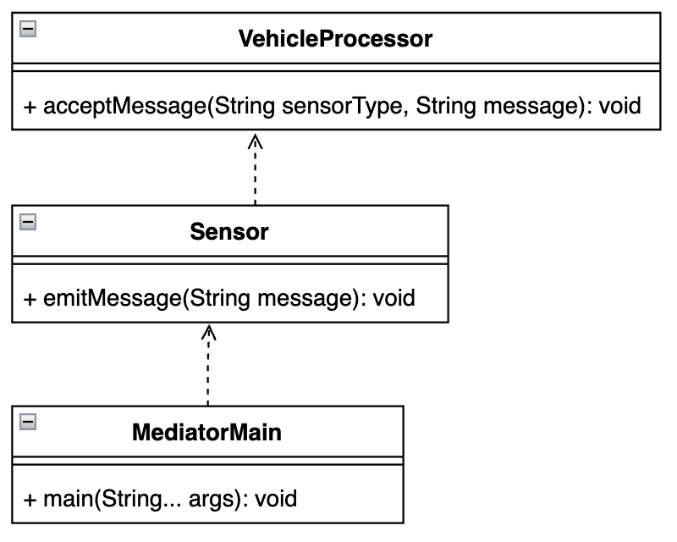 VehicleProcessor
+ acceptMessage(String sensorType, String message): void
Sensor
+ emitMessage(String message): void
MediatorMain
+ main(String... args): void